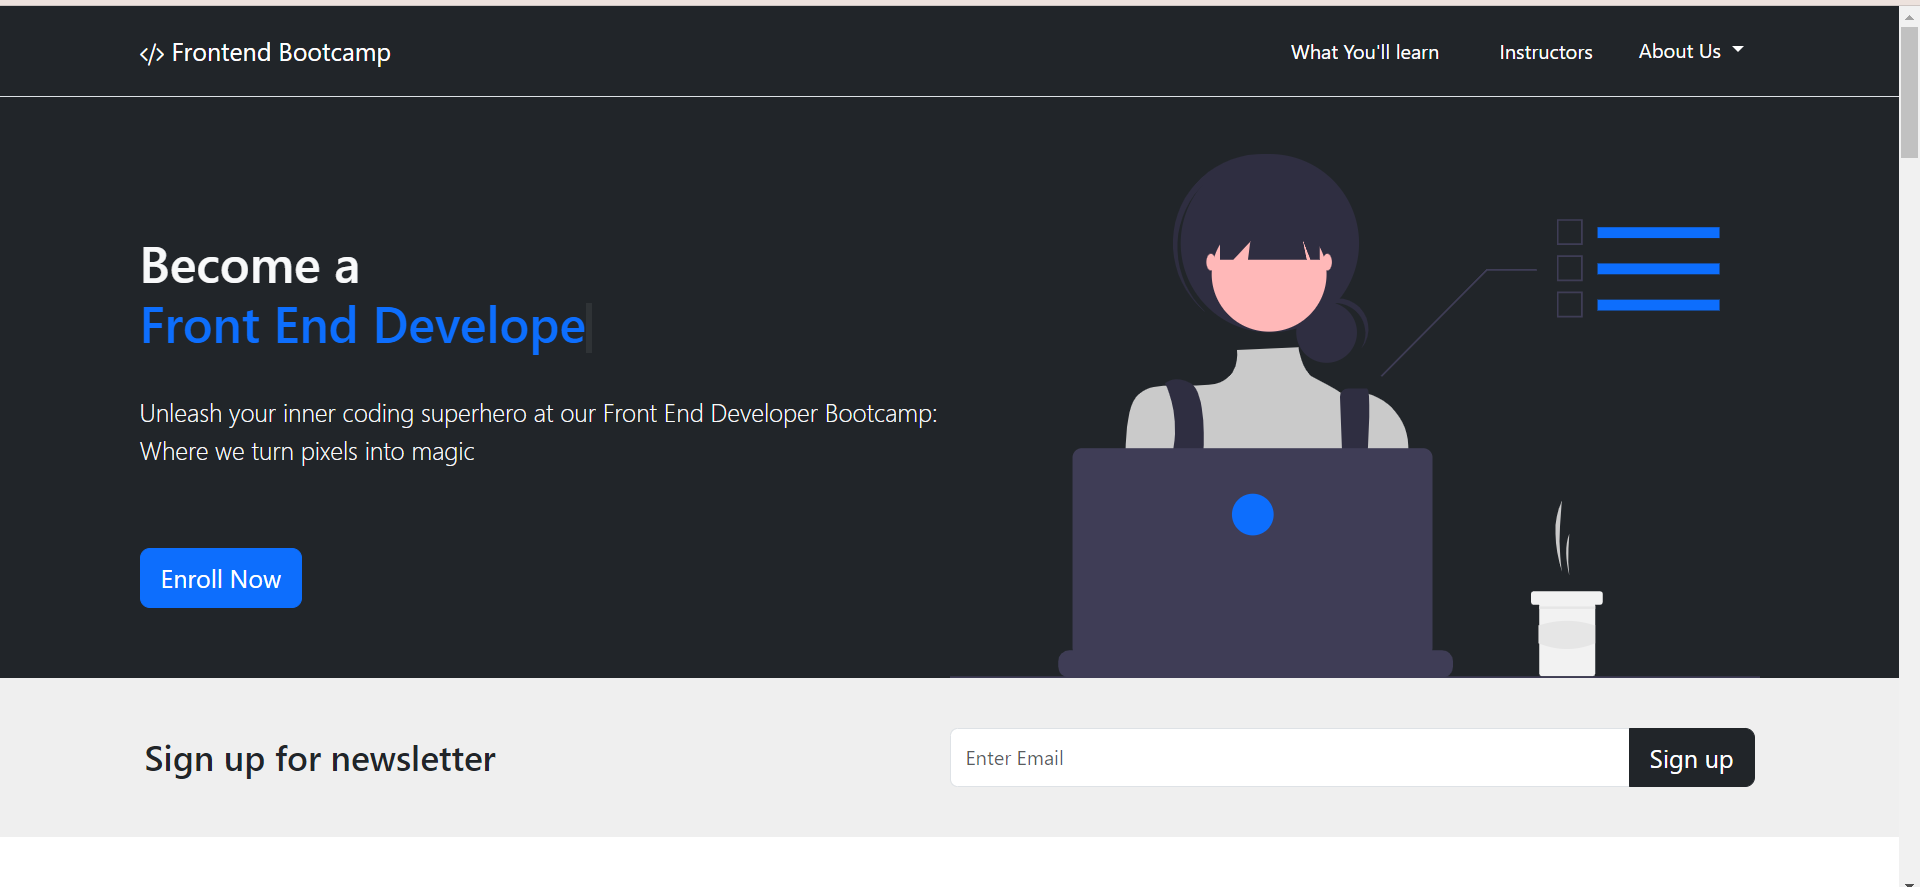 </> Frontend Bootcamp
What You'll learn
Instructors
About Us
Become a
Front End Develope
Unleash your inner coding superhero at our Front End Developer Bootcamp:
Where we turn pixels into magic
Enroll Now
Sign up for newsletter
Enter Email
Sign up